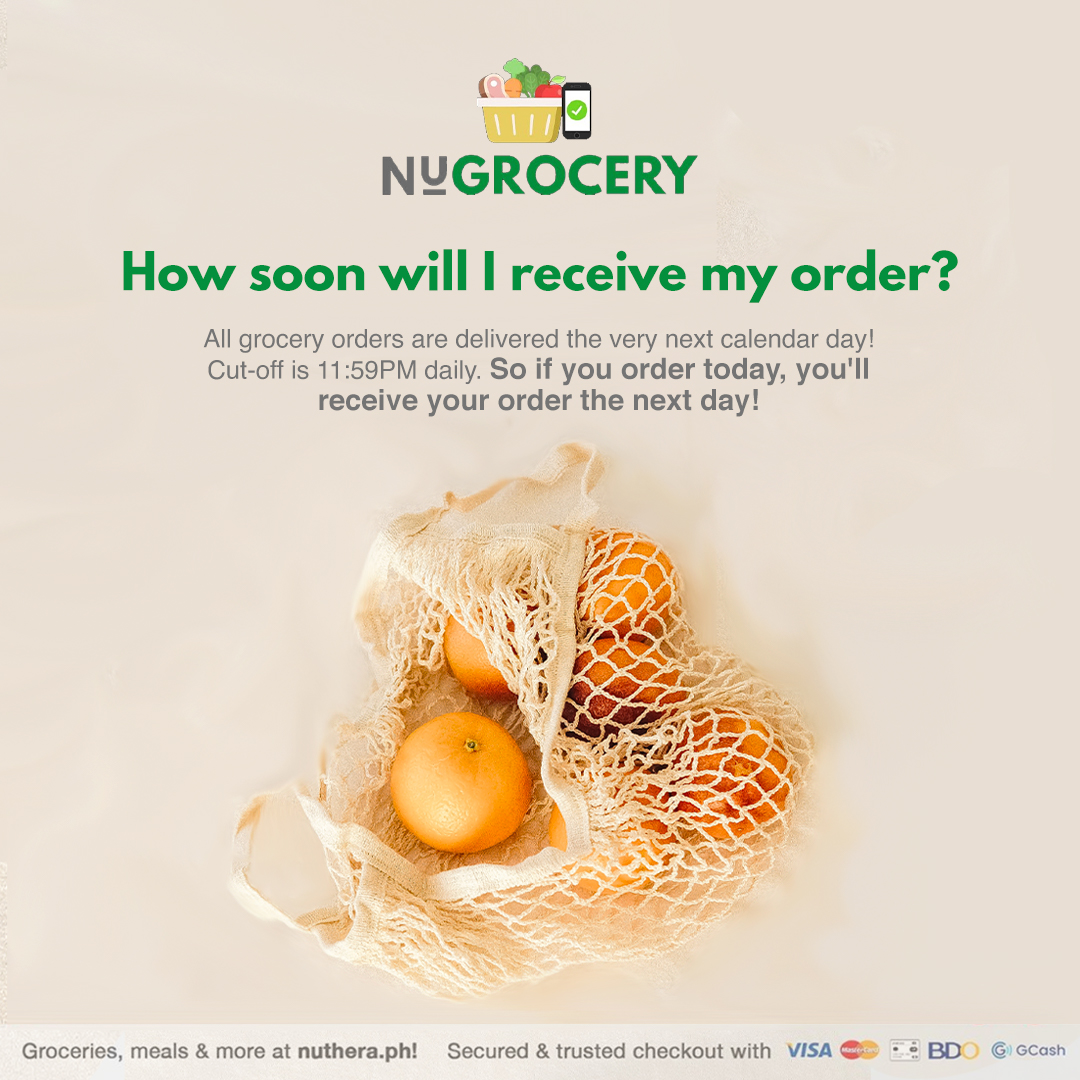 NUGROCERY
How soon will I receive my order?
All grocery orders are delivered the very next calendar day!
Cut-off is 11:59PM daily. So if you order today, you'll
receive your order the next day!
Groceries, meals & more at nuthera.ph! Secured & trusted checkout with VISA MasterCard BDO GCash